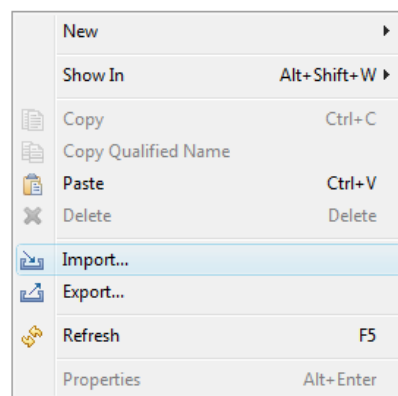 New
Show In Alt+Shift+W
Copy Ctrl+C
Copy Qualified Name
Paste Ctrl+V
Delete Delete
Import...
Export...
Refresh F5
Properties Alt+Enter